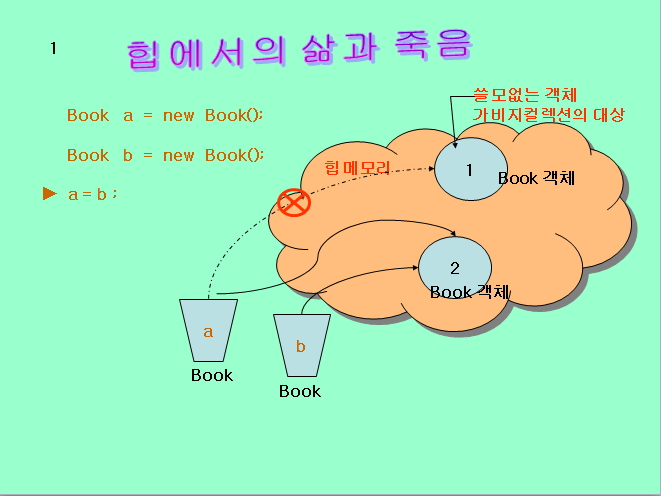 1
힙에서의 삶과 죽음
Book a = new Book();
Book b = new Book();
a = b ;
쓸모없는 객체
가비지컬렉션의 대상
힙메모리
1
Book 객체
2
Book 객체
a
Book
b
Book